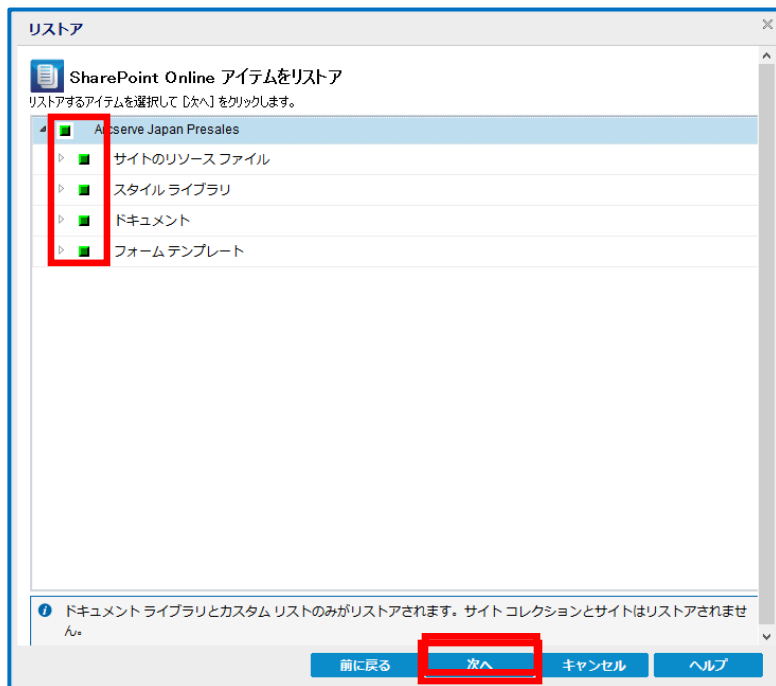 リストア
SharePoint Online アイテムをリストア
リストアするアイテムを選択して [次へ] をクリックします。
Arcserve Japan Presales
サイトのリソース ファイル
スタイル ライブラリ
ドキュメント
フォーム テンプレート
ドキュメント ライブラリとカスタム リストのみがリストアされます。サイト コレクションとサイトはリストアされませ
ん。
前に戻る 次へ キャンセル ヘルプ